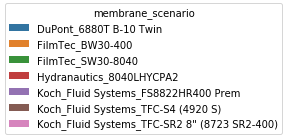 membrane_scenario
DuPont_6880T B-10 Twin
FilmTec_BW30-400
FilmTec_SW30-8040
Hydranautics_8040LHYCPA2
Koch_Fluid Systems_FS8822HR400 Prem
Koch_Fluid Systems_TFC-S4 (4920 S)
Koch_Fluid Systems_TFC-SR2 8" (8723 SR2-400)